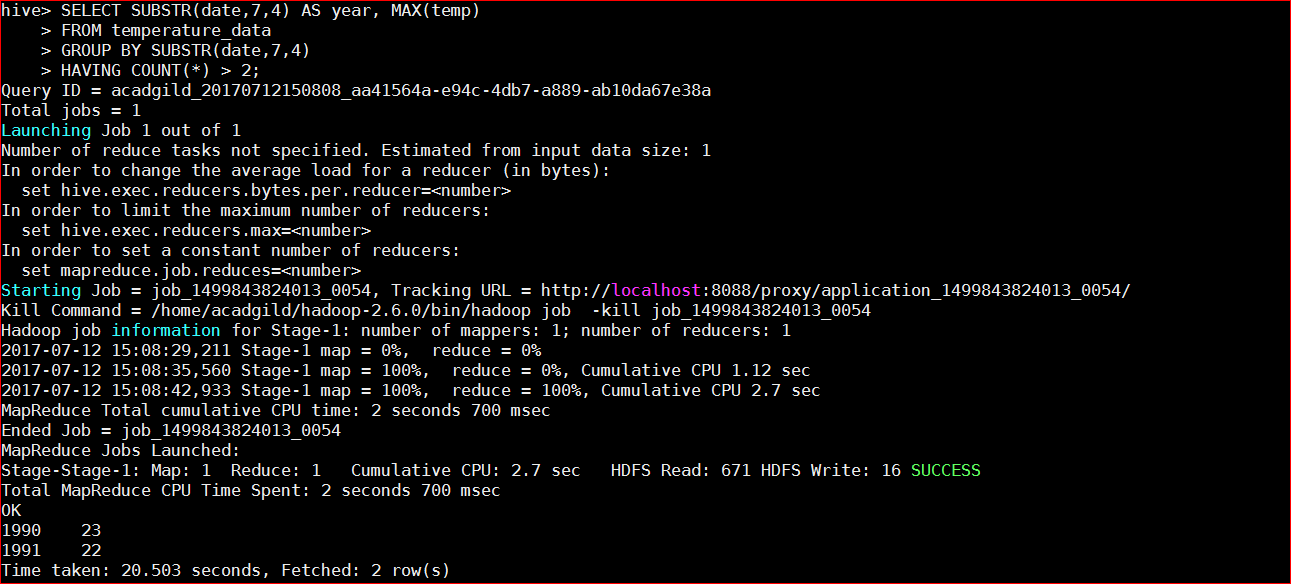 hive> SELECT SUBSTR(date,7,4) AS year, MAX(temp)
    > FROM temperature_data
    > GROUP BY SUBSTR(date,7,4)
    > HAVING COUNT(*) > 2;
Query ID = acadgild_20170712150808_aa41564a-e94c-4db7-a889-ab10da67e38a
Total jobs = 1
Launching Job 1 out of 1
Number of reduce tasks not specified. Estimated from input data size: 1
In order to change the average load for a reducer (in bytes):
  set hive.exec.reducers.bytes.per.reducer=<number>
In order to limit the maximum number of reducers:
  set hive.exec.reducers.max=<number>
In order to set a constant number of reducers:
  set mapreduce.job.reduces=<number>
Starting Job = job_1499843824013_0054, Tracking URL = http://localhost:8088/proxy/application_1499843824013_0054/
Kill Command = /home/acadgild/hadoop-2.6.0/bin/hadoop job  -kill job_1499843824013_0054
Hadoop job information for Stage-1: number of mappers: 1; number of reducers: 1
2017-07-12 15:08:29,211 Stage-1 map = 0%,  reduce = 0%
2017-07-12 15:08:35,560 Stage-1 map = 100%,  reduce = 0%, Cumulative CPU 1.12 sec
2017-07-12 15:08:42,933 Stage-1 map = 100%,  reduce = 100%, Cumulative CPU 2.7 sec
MapReduce Total cumulative CPU time: 2 seconds 700 msec
Ended Job = job_1499843824013_0054
MapReduce Jobs Launched:
Stage-Stage-1: Map: 1  Reduce: 1   Cumulative CPU: 2.7 sec   HDFS Read: 671 HDFS Write: 16 SUCCESS
Total MapReduce CPU Time Spent: 2 seconds 700 msec
OK
1990    23
1991    22
Time taken: 20.503 seconds, Fetched: 2 row(s)